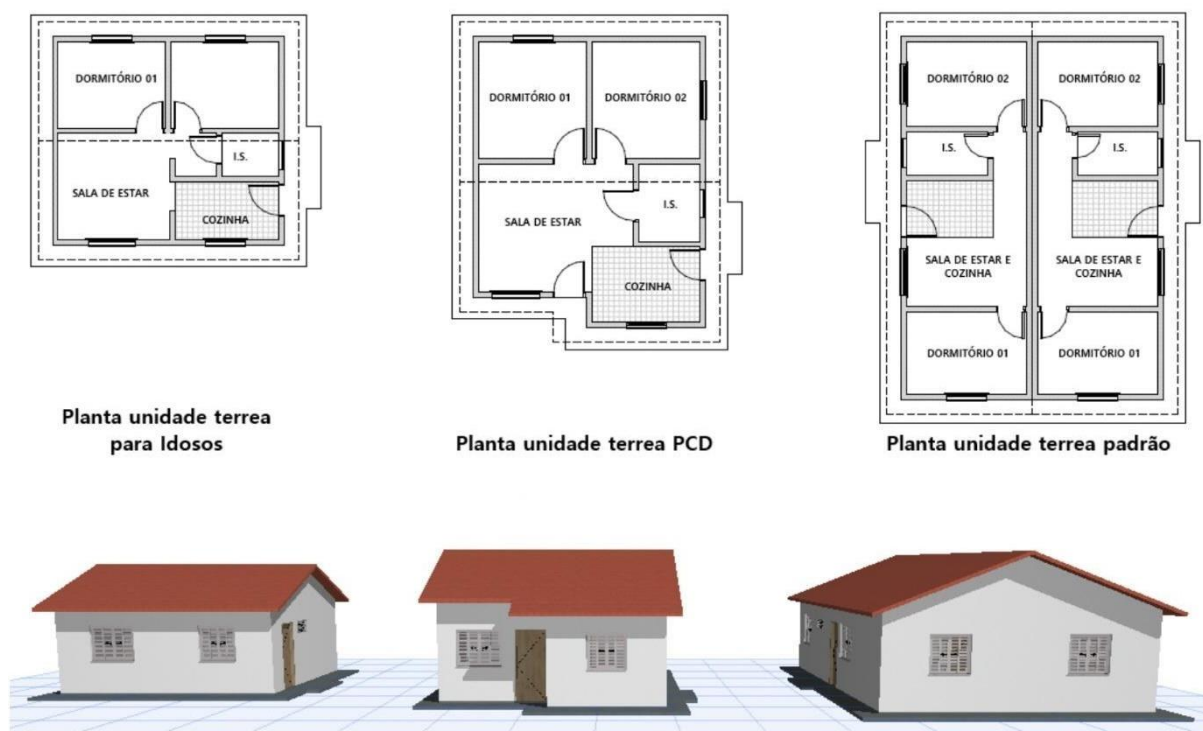 DORMITÓRIO 01
I.S.
SALA DE ESTAR
COZINHA
Planta unidade terrea
para Idosos
DORMITÓRIO 01
DORMITÓRIO 02
I.S.
SALA DE ESTAR
COZINHA
Planta unidade terrea PCD
DORMITÓRIO 02
DORMITÓRIO 02
I.S.
I.S.
SALA DE ESTAR E
COZINHA
SALA DE ESTAR E
COZINHA
DORMITÓRIO 01
DORMITÓRIO 01
Planta unidade terrea padrão